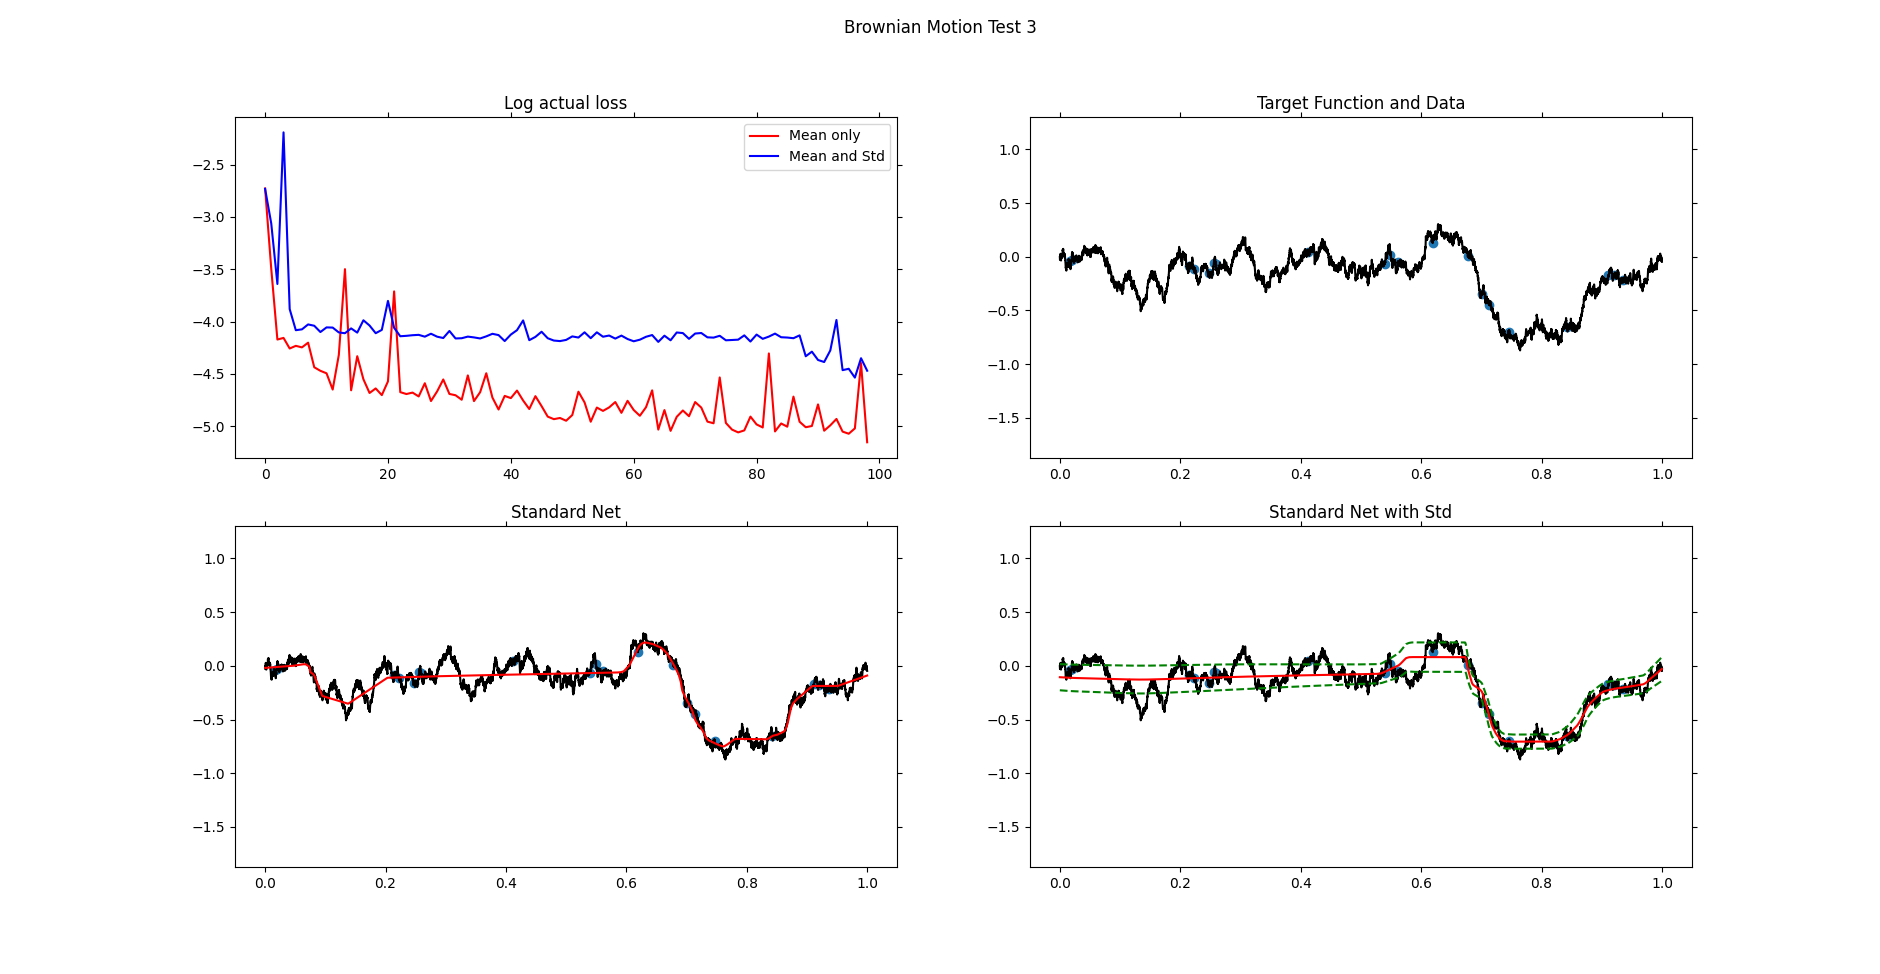 Brownian Motion Test 3
Log actual loss
Mean only
Mean and Std
−2.5
−3.0
−3.5
−4.0
−4.5
−5.0
0 20 40 60 80 100
Target Function and Data
1.0
0.5
0.0
−0.5
−1.0
−1.5
0.0 0.2 0.4 0.6 0.8 1.0
Standard Net
1.0
0.5
0.0
−0.5
−1.0
−1.5
0.0 0.2 0.4 0.6 0.8 1.0
Standard Net with Std
1.0
0.5
0.0
−0.5
−1.0
−1.5
0.0 0.2 0.4 0.6 0.8 1.0